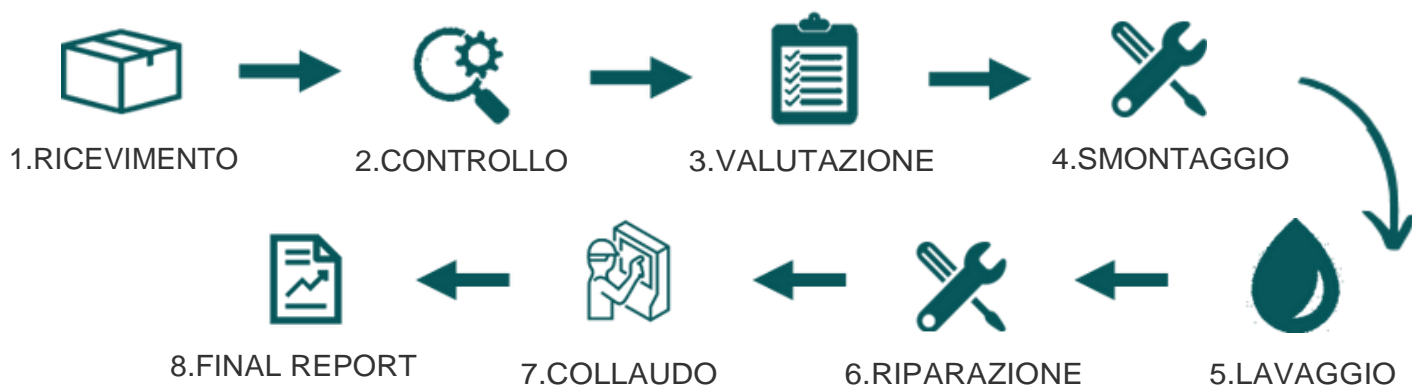 1.RICEVIMENTO
2.CONTROLLO
3.VALUTAZIONE
4.SMONTAGGIO
5.LAVAGGIO
6.RIPARAZIONE
7.COLLAUDO
8.FINAL REPORT